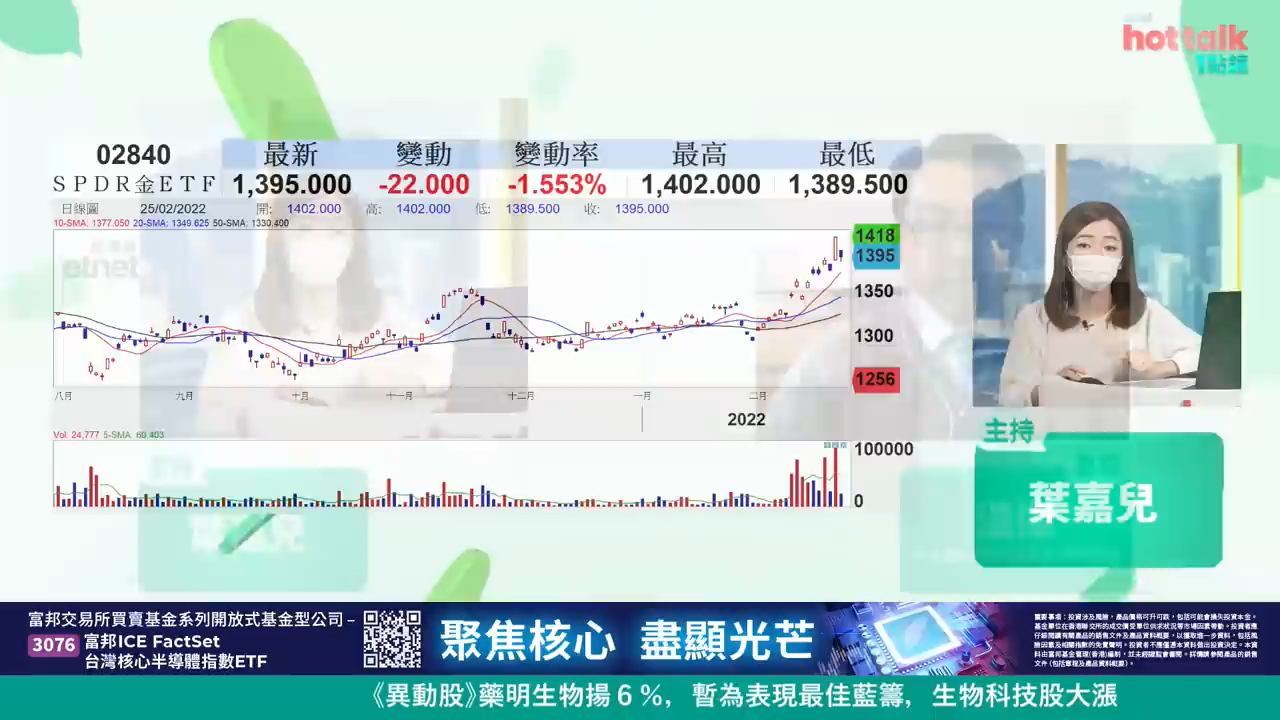 hot talk
1點鐘
02840 最新 變動 變動率 最高 最低
SPDR金ETF 1,395.000 -22.000 -1.553% 1,402.000 1,389.500
日線圖 25/02/2022 開: 1402.000 高: 1402.000 低: 1389.500 收: 1395.000
10-SMA: 1377.050 20-SMA: 1349.625 50-SMA: 1330.400
etnet
1418
1395
1350
1300
1256
八月 九月 十月 十一月 十二月 一月 二月
2022
Vol: 24,777 5-SMA: 60,403
100000
0
主持
葉嘉兒
富邦交易所買賣基金系列開放式基金型公司 –
3076 富邦ICE FactSet
台灣核心半導體指數ETF
聚焦核心 盡顯光芒
《異動股》藥明生物揚6%, 暫為表現最佳藍籌, 生物科技股大漲